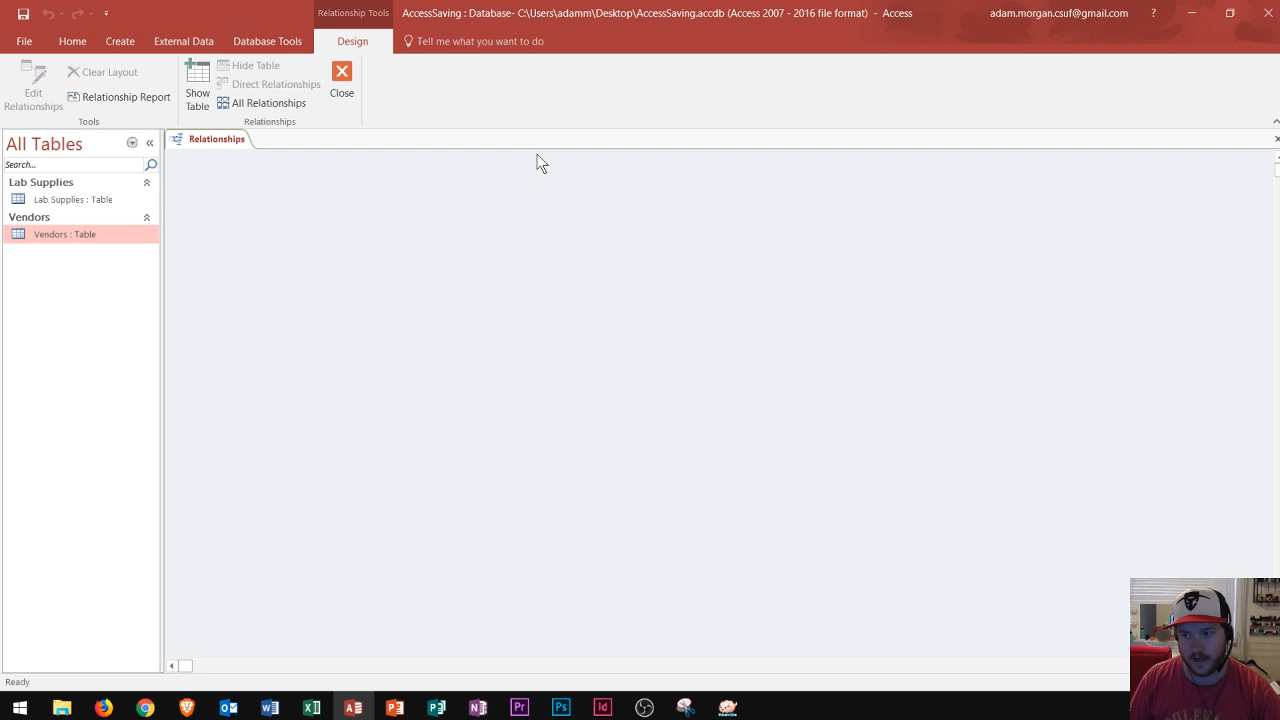 Relationship Tools
AccessSaving : Database- C:\Users\adamm\Desktop\AccessSaving.accdb (Access 2007 - 2016 file format) - Access
adam.morgan.csuf@gmail.com
?
File
Home
Create
External Data
Database Tools
Design
Tell me what you want to do
Edit
Relationships
Clear Layout
Relationship Report
Tools
Show
Table
Hide Table
Direct Relationships
All Relationships
Relationships
Close
All Tables
Search...
Lab Supplies
Lab Supplies : Table
Vendors
Vendors : Table
Relationships
Ready
Pr
Ps
Id